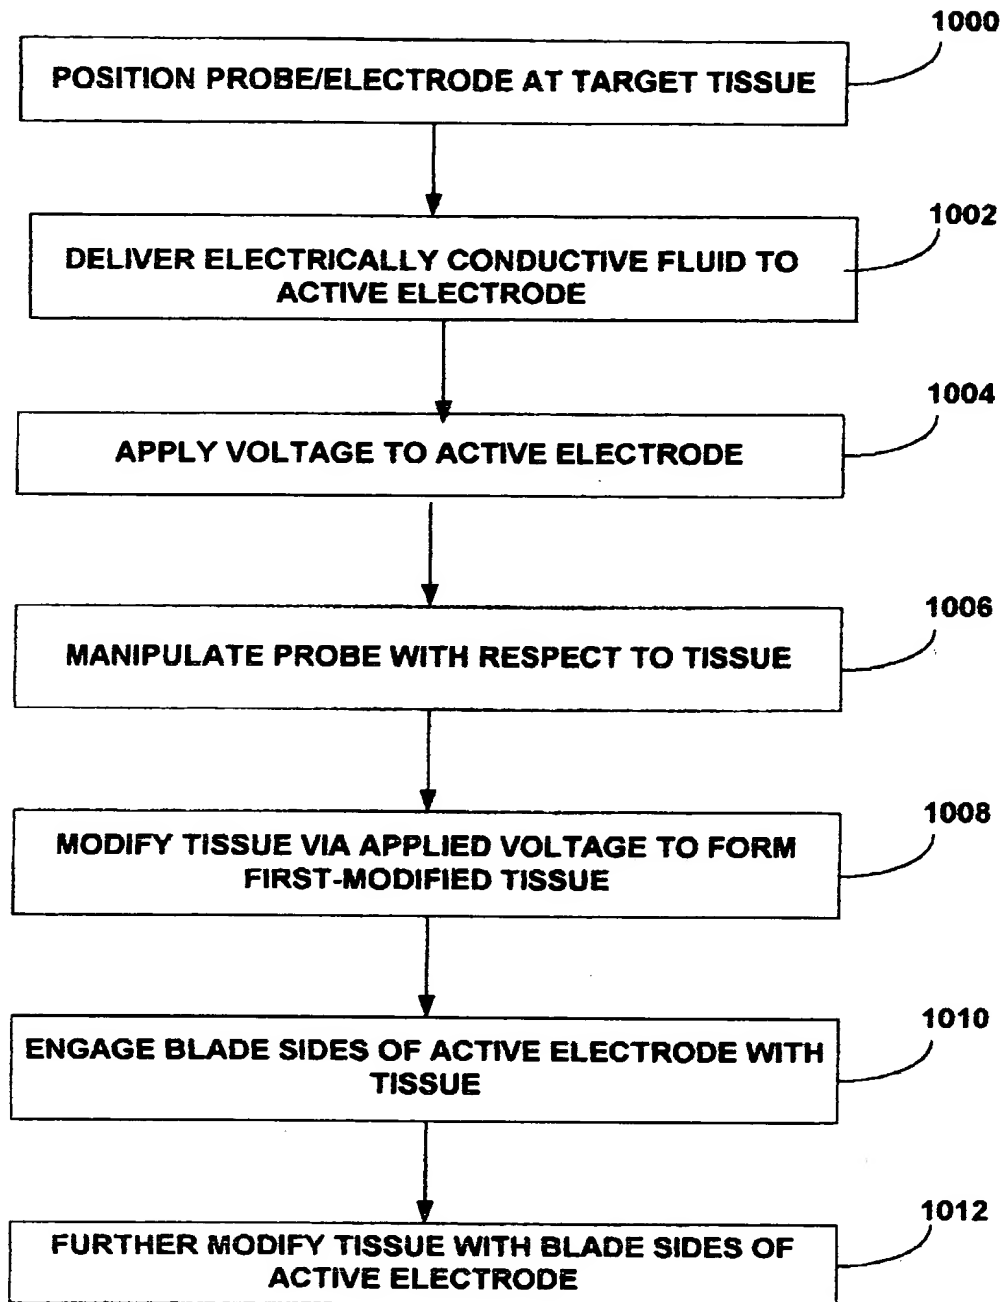 1000
POSITION PROBE/ELECTRODE AT TARGET TISSUE
1002
DELIVER ELECTRICALLY CONDUCTIVE FLUID TO
ACTIVE ELECTRODE
1004
APPLY VOLTAGE TO ACTIVE ELECTRODE
1006
MANIPULATE PROBE WITH RESPECT TO TISSUE
1008
MODIFY TISSUE VIA APPLIED VOLTAGE TO FORM
FIRST-MODIFIED TISSUE
1010
ENGAGE BLADE SIDES OF ACTIVE ELECTRODE WITH
TISSUE
1012
FURTHER MODIFY TISSUE WITH BLADE SIDES OF
ACTIVE ELECTRODE